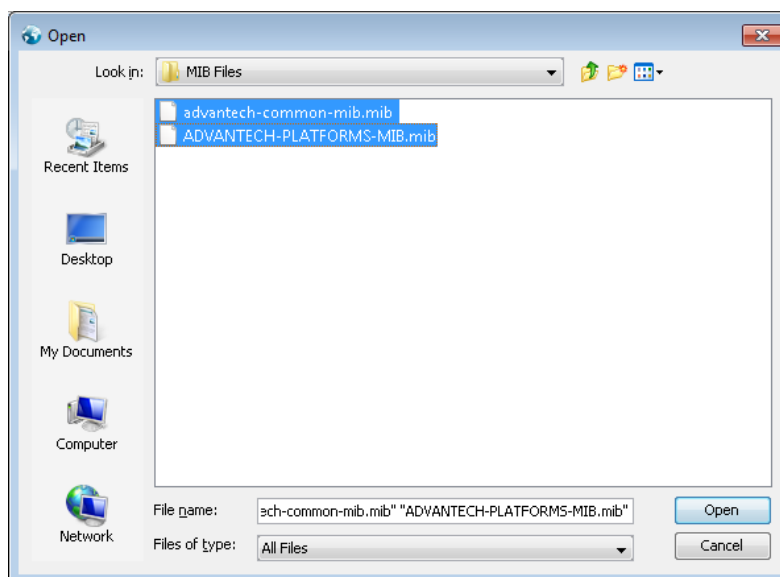 Open
Look in: MIB Files
advantech-common-mib.mib
ADVANTECH-PLATFORMS-MIB.mib
Recent Items
Desktop
My Documents
Computer
Network
File name: ech-common-mib.mib" "ADVANTECH-PLATFORMS-MIB.mib"
Open
Files of type: All Files
Cancel